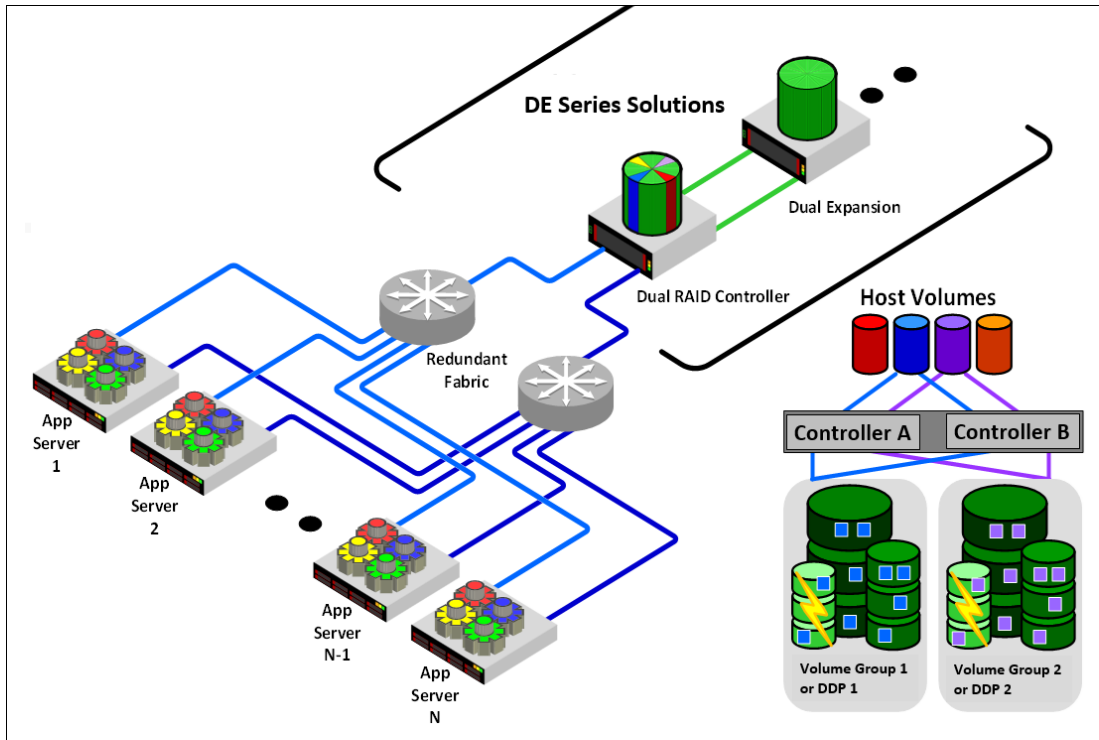 DE Series Solutions
Dual Expansion
Dual RAID Controller
Redundant
Fabric
App
Server
1
App
Server
2
App
Server
N-1
App
Server
N
Host Volumes
Controller A
Controller B
Volume Group 1
or DDP 1
Volume Group 2
or DDP 2